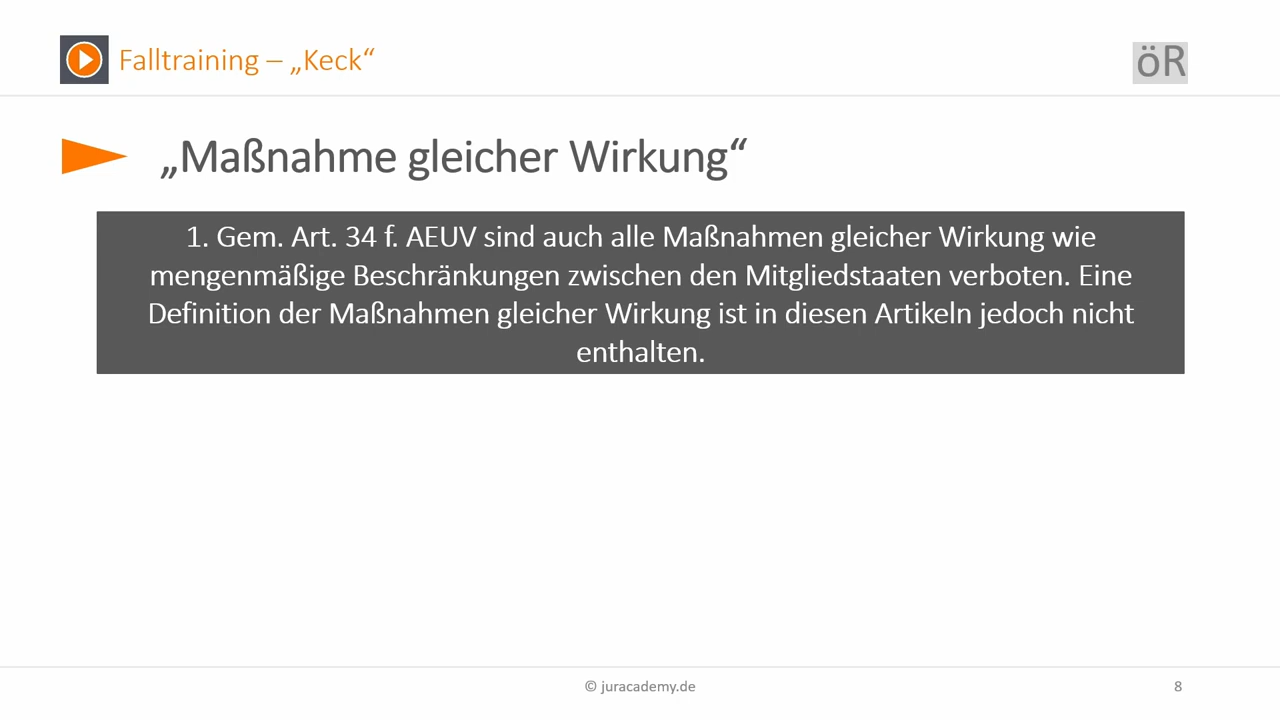 Falltraining – „Keck“
öR
„Maßnahme gleicher Wirkung“
1. Gem. Art. 34 f. AEUV sind auch alle Maßnahmen gleicher Wirkung wie
mengenmäßige Beschränkungen zwischen den Mitgliedstaaten verboten. Eine
Definition der Maßnahmen gleicher Wirkung ist in diesen Artikeln jedoch nicht
enthalten.
© juracademy.de
8